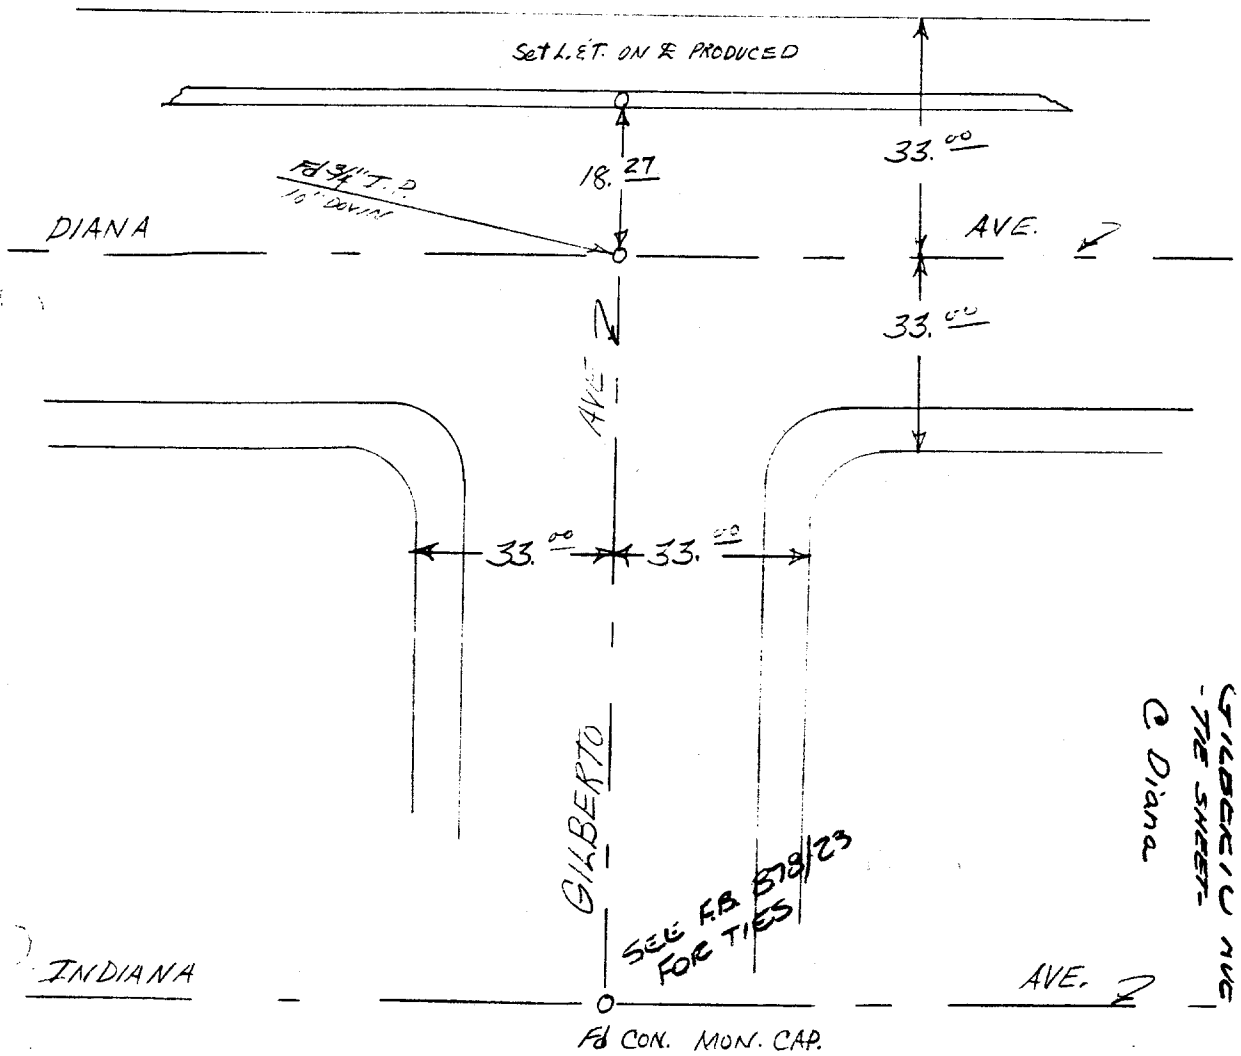 Set L.&T. ON ℄ PRODUCED
33.00
18.27
Fd 3/4" I.P.
10" DOWN
DIANA AVE.
33.00
AVE
33.00 33.00
GILBERTO
GILBERTO AVE
- TIE SHEET -
@ Diana
SEE F.B. 878/23
FOR TIES
INDIANA AVE.
Fd CON. MON. CAP.